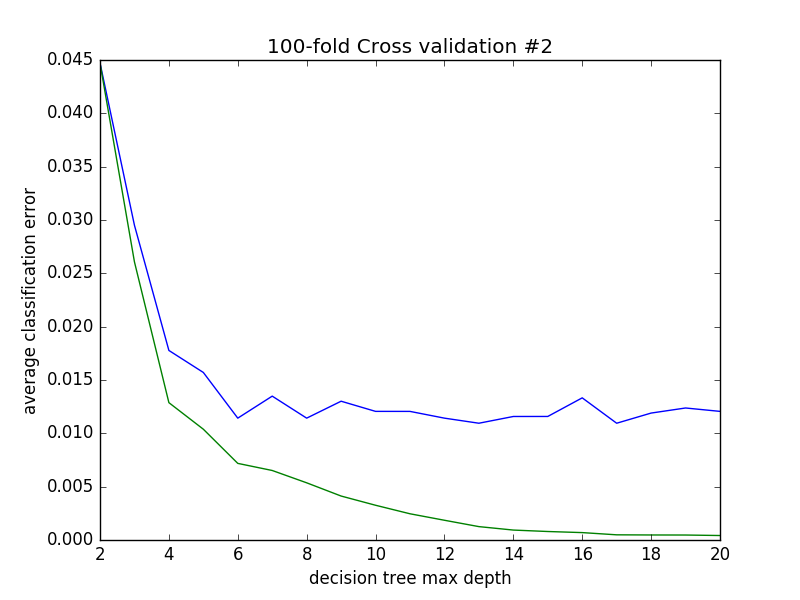 100-fold Cross validation #2
0.045
0.040
0.035
0.030
0.025
0.020
0.015
0.010
0.005
0.000
average classification error
2 4 6 8 10 12 14 16 18 20
decision tree max depth